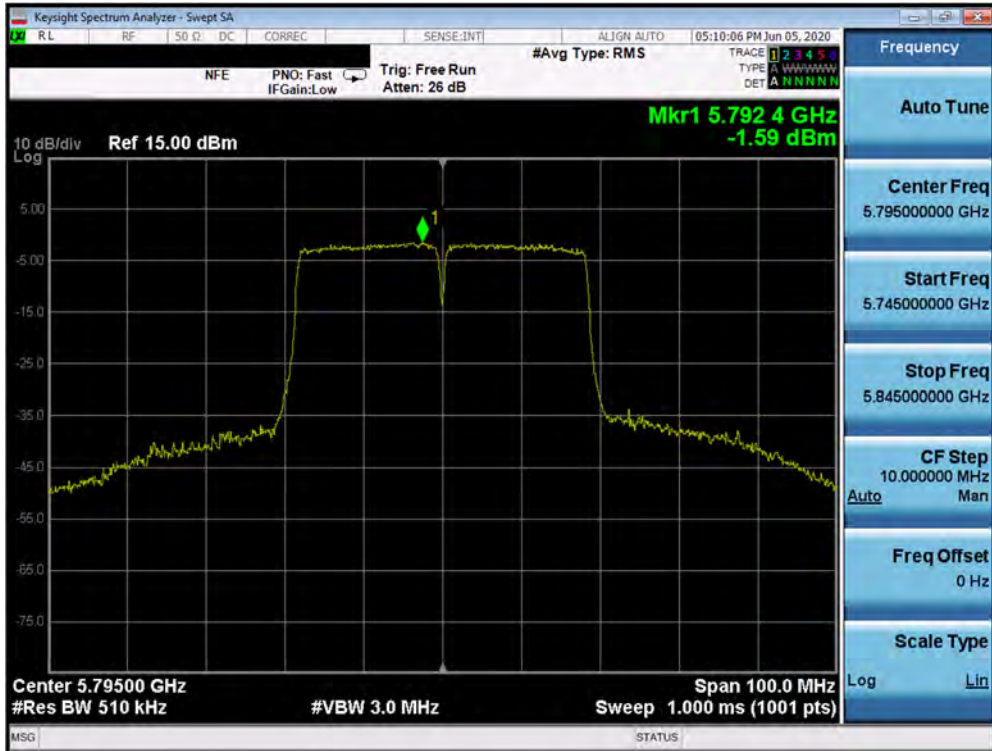 Keysight Spectrum Analyzer - Swept SA
LXI RL RF 50 Ω DC CORREC SENSE:INT ALIGN AUTO 05:10:06 PM Jun 05, 2020
#Avg Type: RMS TRACE 1 2 3 4 5 6
NFE PNO: Fast Trig: Free Run TYPE A WWWWW
IFGain:Low Atten: 26 dB DET A N N N N N
Mkr1 5.792 4 GHz
-1.59 dBm
10 dB/div Ref 15.00 dBm
Log
1
5.00
-5.00
-15.0
-25.0
-35.0
-45.0
-55.0
-65.0
-75.0
Center 5.79500 GHz Span 100.0 MHz
#Res BW 510 kHz #VBW 3.0 MHz Sweep 1.000 ms (1001 pts)
MSG STATUS
Frequency
Auto Tune
Center Freq
5.795000000 GHz
Start Freq
5.745000000 GHz
Stop Freq
5.845000000 GHz
CF Step
10.000000 MHz
Auto Man
Freq Offset
0 Hz
Scale Type
Log Lin